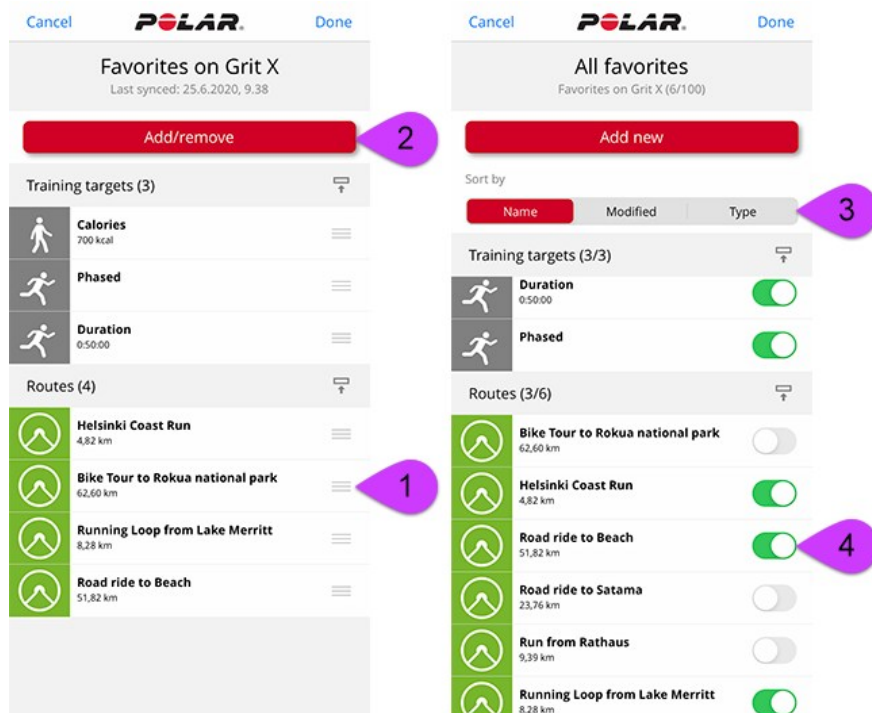 Cancel
POLAR.
Done
Favorites on Grit X
Last synced: 25.6.2020, 9.38
Add/remove
2
Training targets (3)
Calories
700 kcal
Phased
Duration
0:50:00
Routes (4)
Helsinki Coast Run
4,82 km
Bike Tour to Rokua national park
62,60 km
1
Running Loop from Lake Merritt
8,28 km
Road ride to Beach
51,82 km
Cancel
POLAR.
Done
All favorites
Favorites on Grit X (6/100)
Add new
Sort by
Name
Modified
Type
3
Training targets (3/3)
Duration
0:50:00
Phased
Routes (3/6)
Bike Tour to Rokua national park
62,60 km
Helsinki Coast Run
4,82 km
Road ride to Beach
51,82 km
4
Road ride to Satama
23,76 km
Run from Rathaus
9,39 km
Running Loop from Lake Merritt
8,28 km